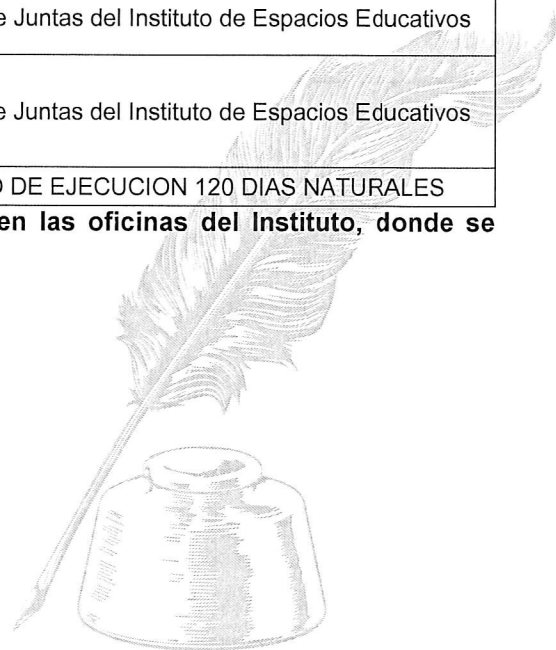 e Juntas del Instituto de Espacios Educativos
e Juntas del Instituto de Espacios Educativos
O DE EJECUCION 120 DIAS NATURALES
en las oficinas del Instituto, donde se